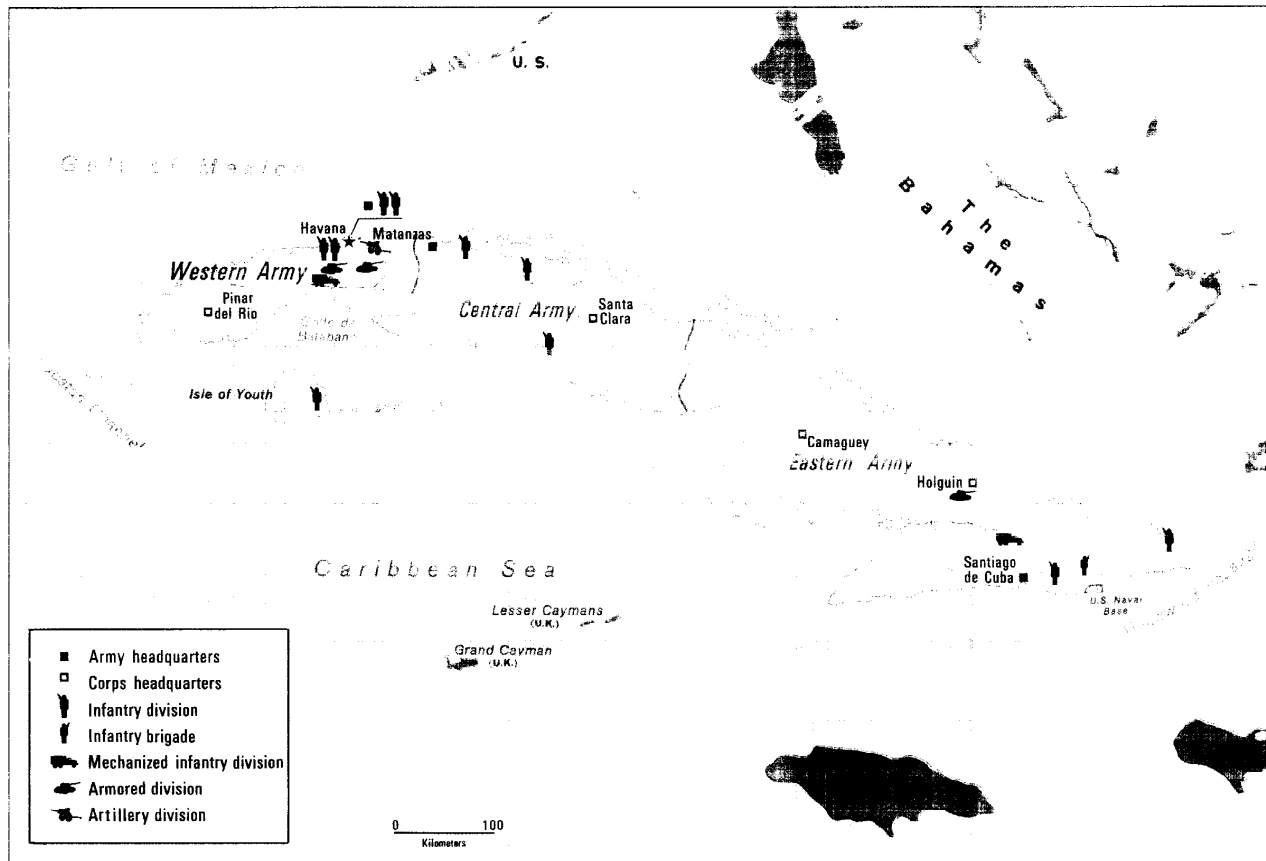 U. S.
Gulf of Mexico
The
Bahamas
Havana
Matanzas
Western Army
Pinar
del Rio
Central Army
Santa
Clara
Golfo de
Isle of Youth
Channel
Camaguey
Eastern Army
Holguin
Santiago
de Cuba
U.S. Naval
Base
Caribbean Sea
Lesser Caymans
(U.K.)
Grand Cayman
(U.K.)
Army headquarters
Corps headquarters
Infantry division
Infantry brigade
Mechanized infantry division
Armored division
Artillery division
0 100
Kilometers